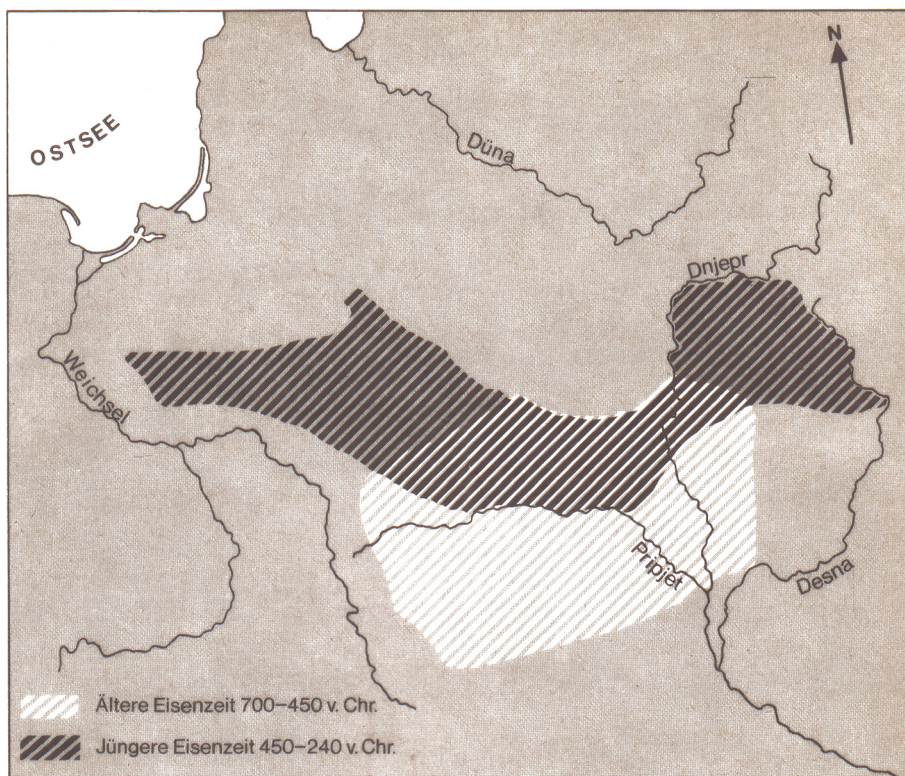 N
OSTSEE
Düna
Dnjepr
Weichsel
Pripjet
Desna
Ältere Eisenzeit 700–450 v. Chr.
Jüngere Eisenzeit 450–240 v. Chr.